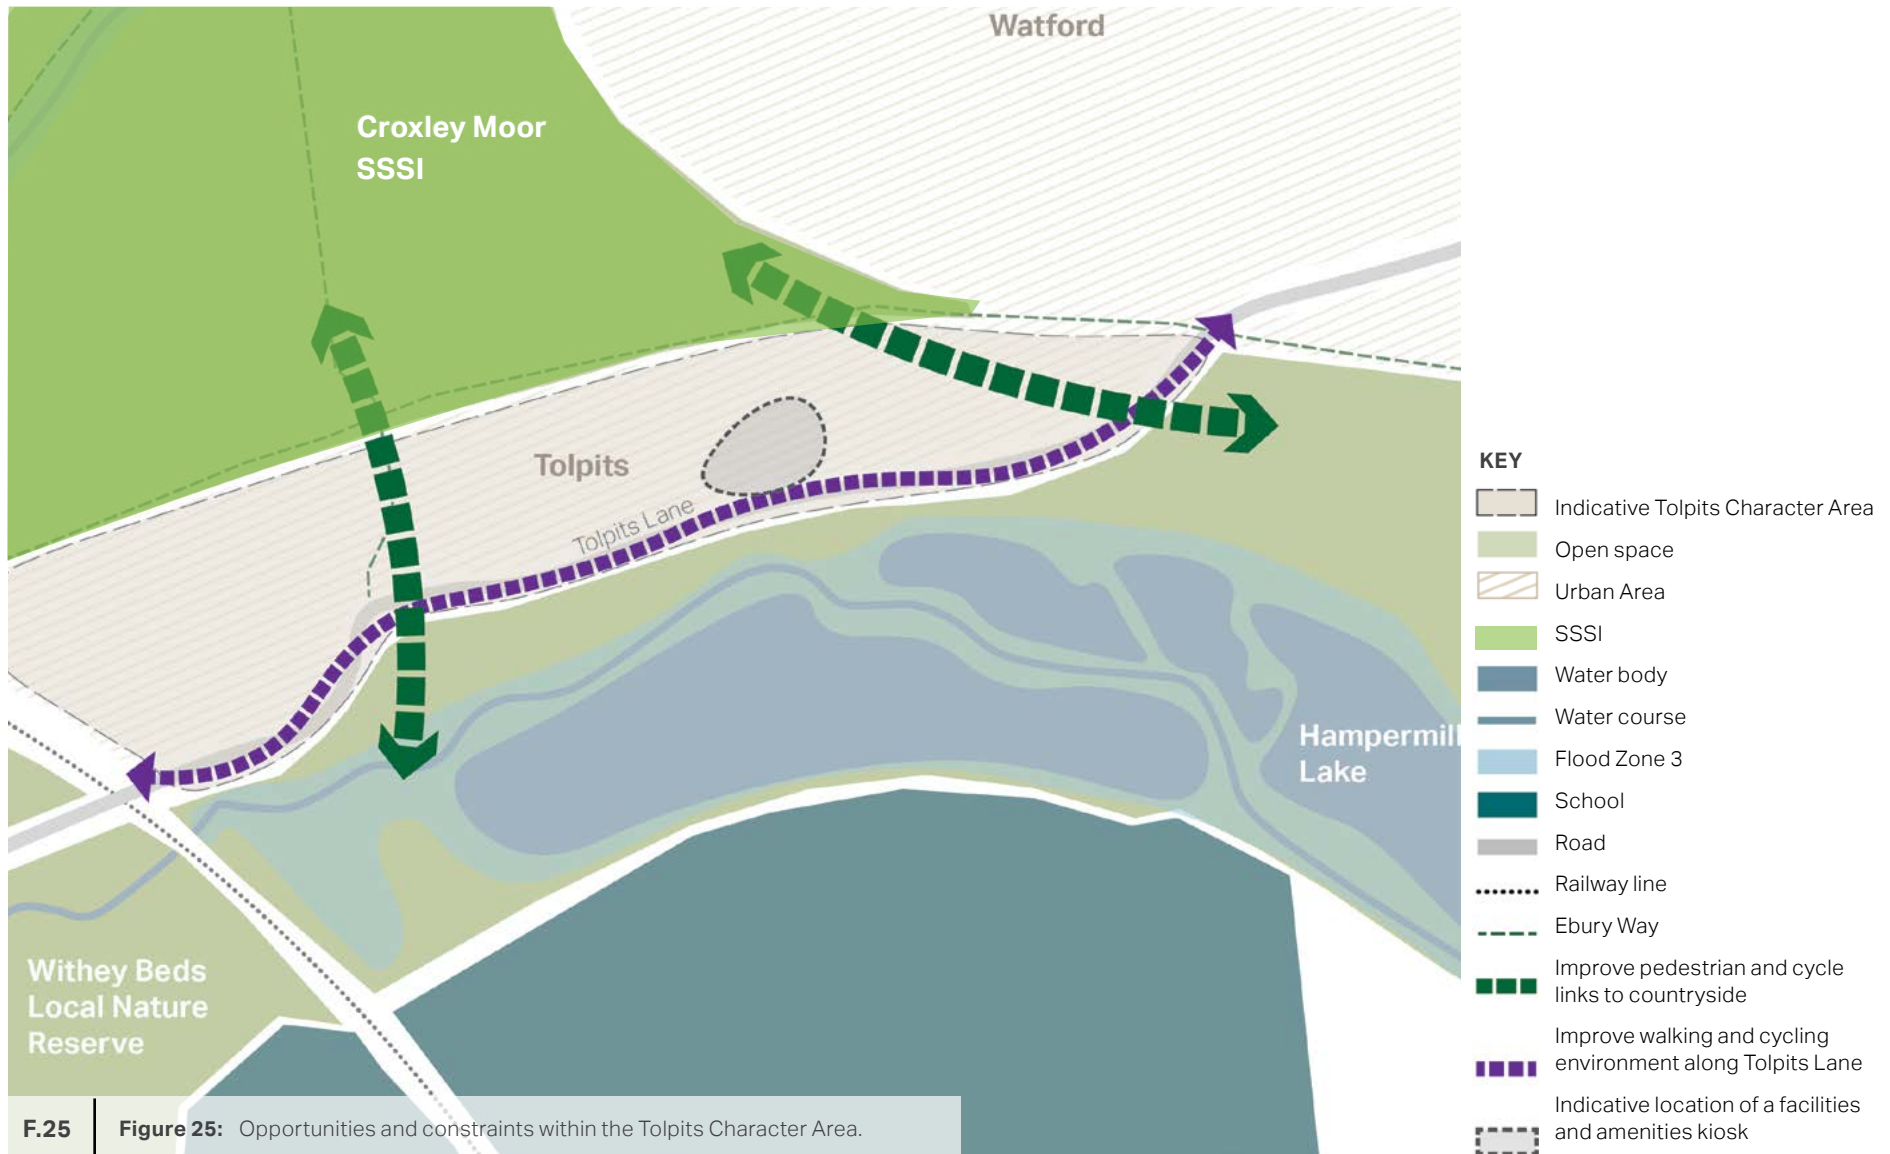 Watford
Croxley Moor
SSSI
Tolpits
Tolpits Lane
Hampermill
Lake
Withey Beds
Local Nature
Reserve
KEY
Indicative Tolpits Character Area
Open space
Urban Area
SSSI
Water body
Water course
Flood Zone 3
School
Road
Railway line
Ebury Way
Improve pedestrian and cycle
links to countryside
Improve walking and cycling
environment along Tolpits Lane
Indicative location of a facilities
and amenities kiosk
F.25 Figure 25: Opportunities and constraints within the Tolpits Character Area.